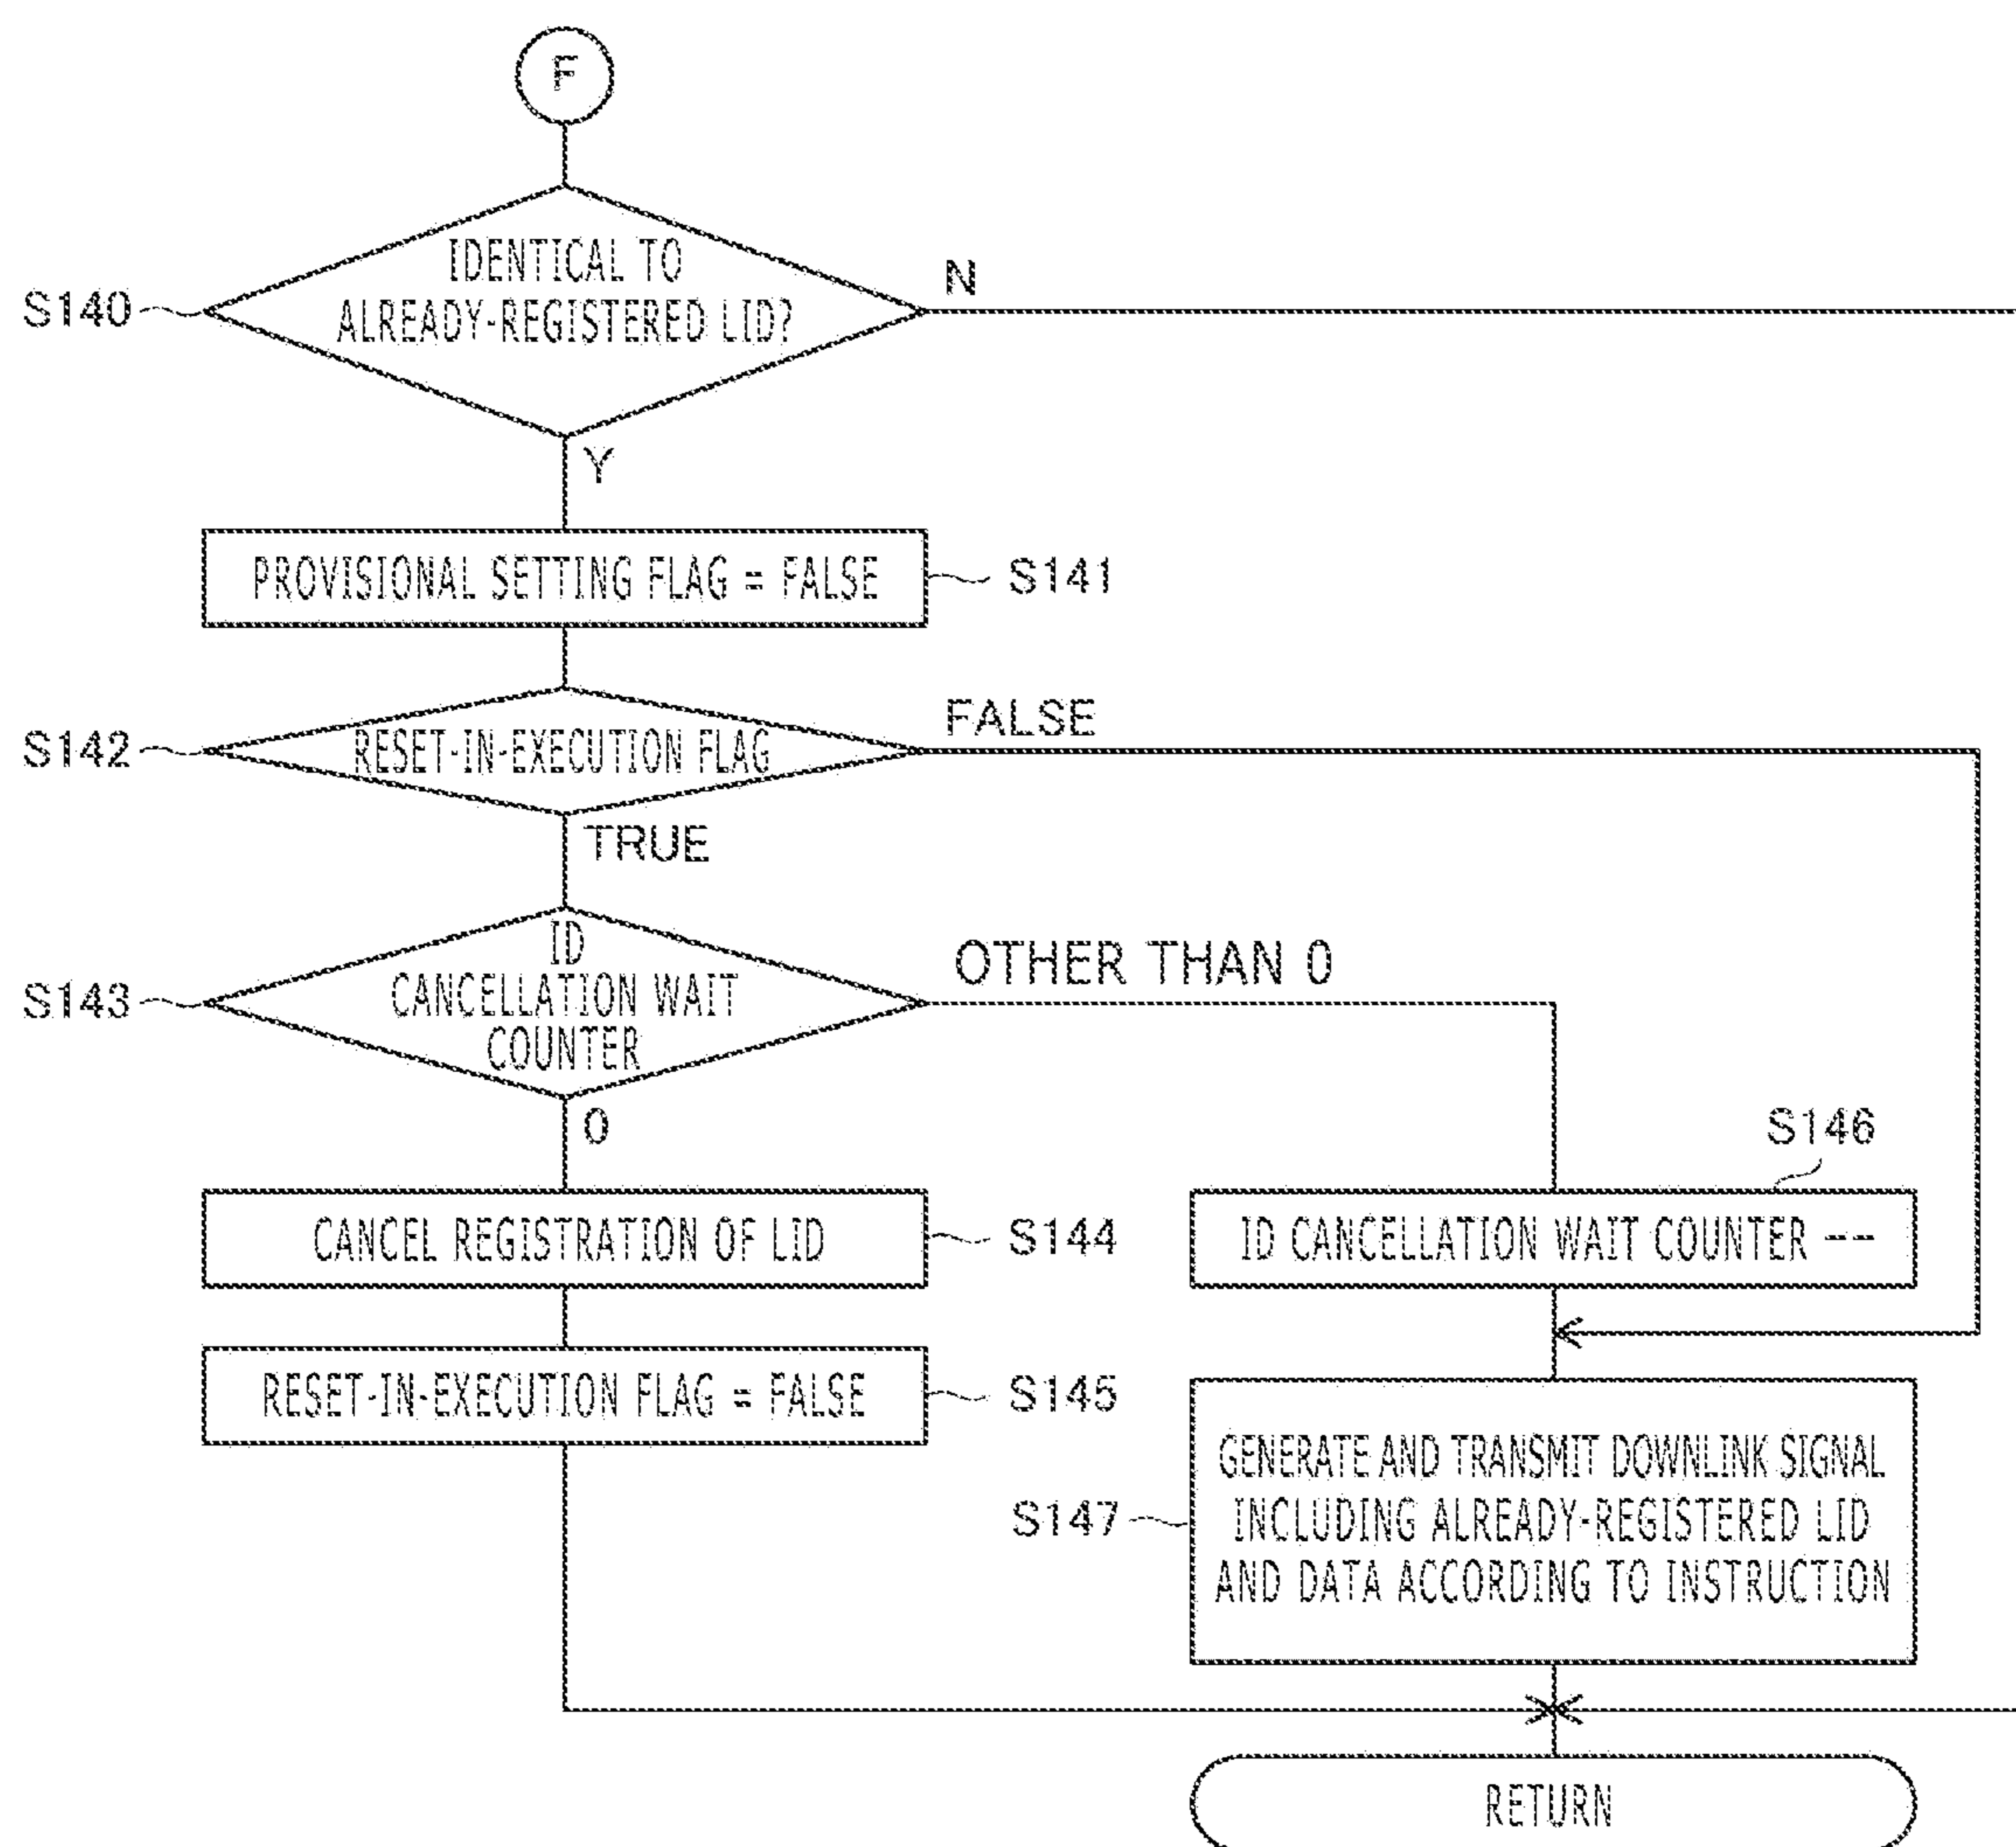 F
IDENTICAL TO
ALREADY-REGISTERED LID?
S140
N
Y
PROVISIONAL SETTING FLAG = FALSE
S141
S142
RESET-IN-EXECUTION FLAG
FALSE
TRUE
S143
ID
CANCELLATION WAIT
COUNTER
OTHER THAN 0
0
S146
CANCEL REGISTRATION OF LID
S144
ID CANCELLATION WAIT COUNTER --
RESET-IN-EXECUTION FLAG = FALSE
S145
S147
GENERATE AND TRANSMIT DOWNLINK SIGNAL
INCLUDING ALREADY-REGISTERED LID
AND DATA ACCORDING TO INSTRUCTION
RETURN